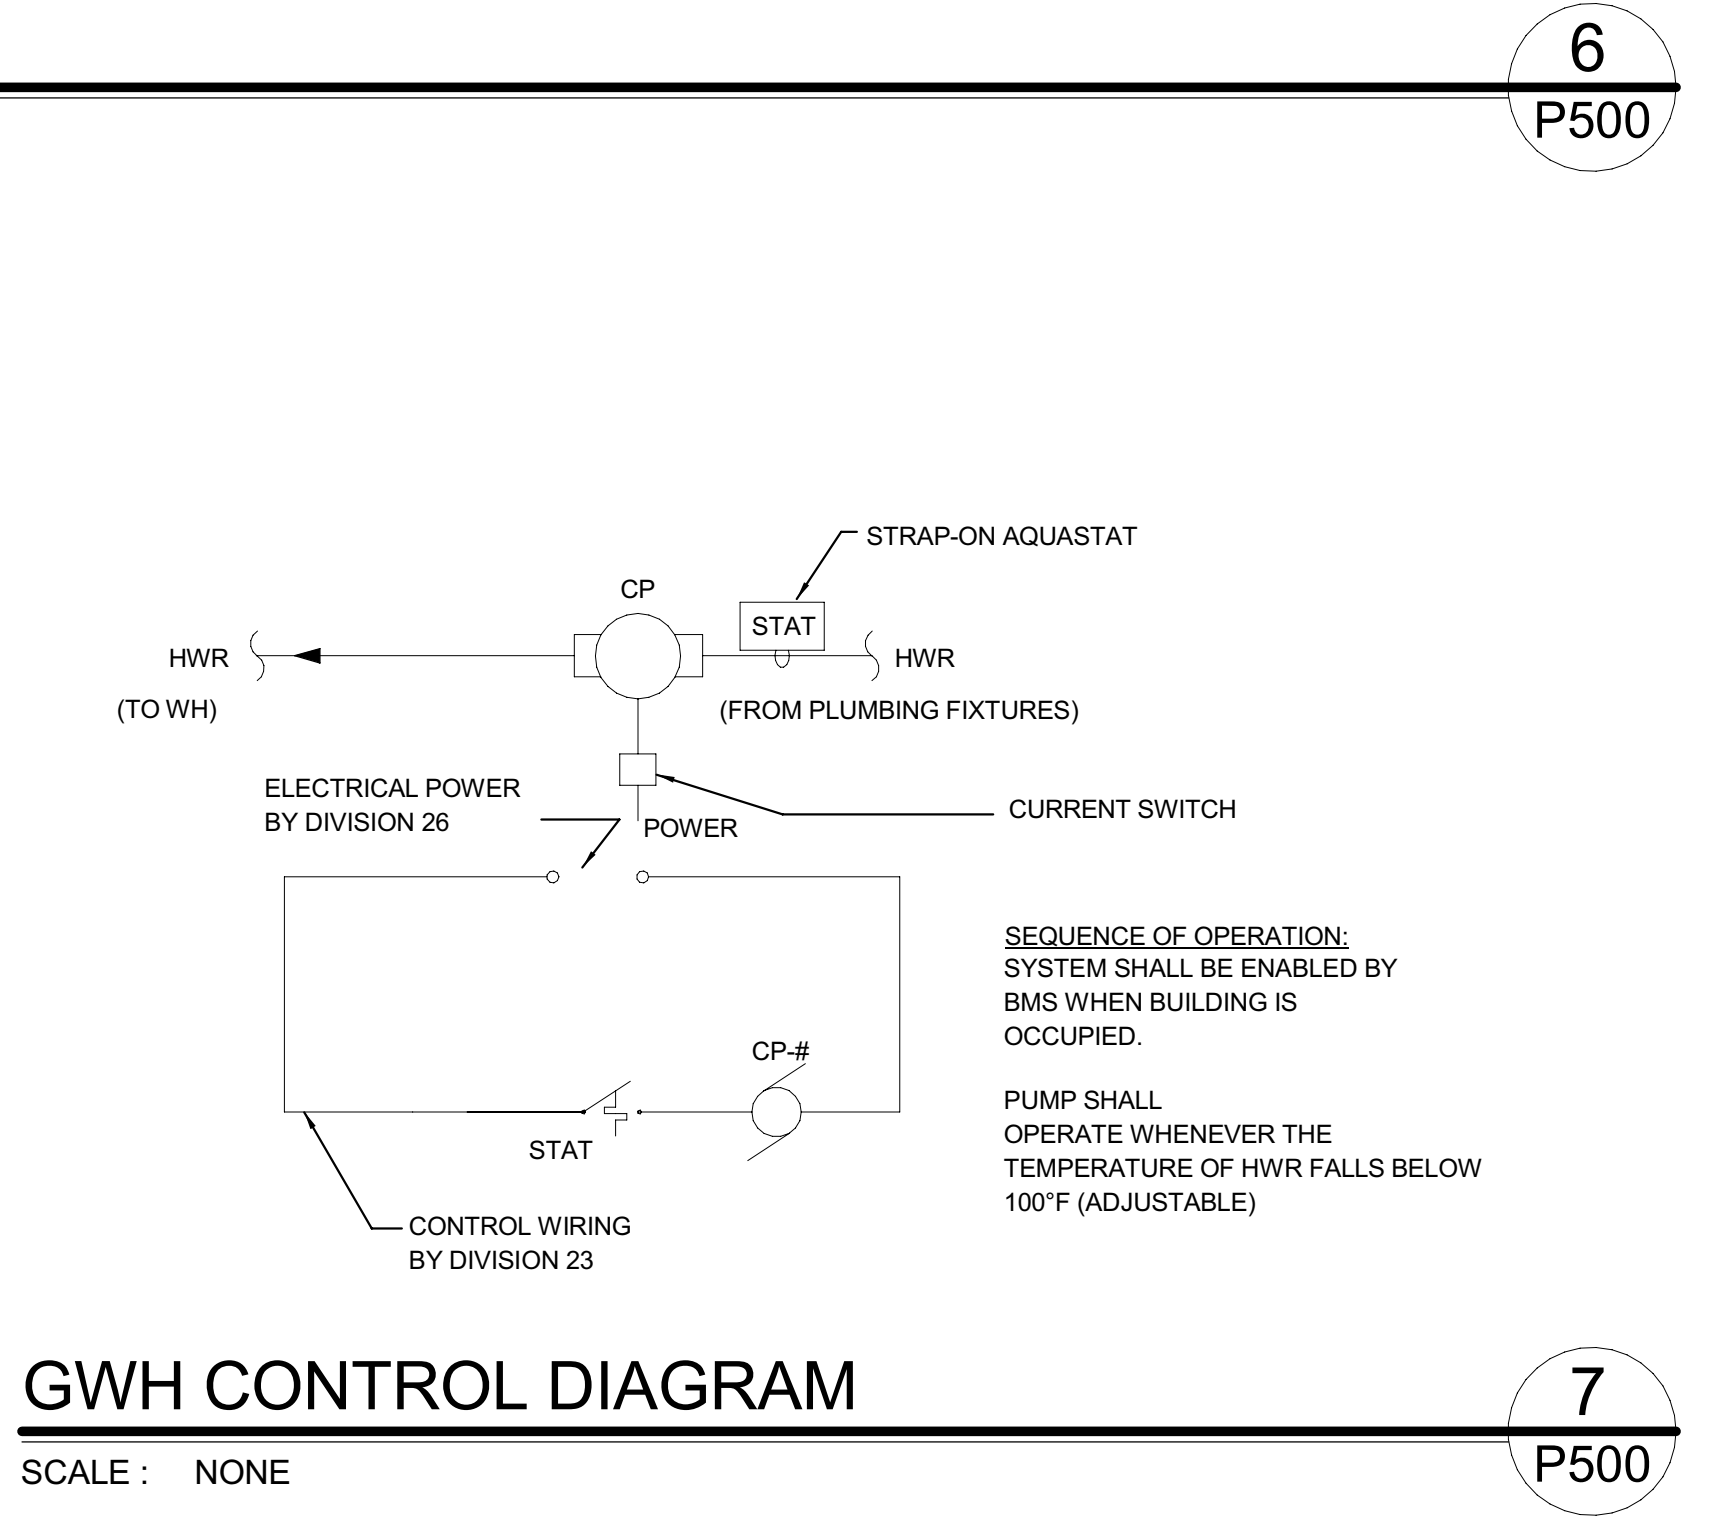 6
P500
STRAP-ON AQUASTAT
CP
STAT
HWR
HWR
(TO WH)
(FROM PLUMBING FIXTURES)
ELECTRICAL POWER
BY DIVISION 26
CURRENT SWITCH
POWER
SEQUENCE OF OPERATION:
SYSTEM SHALL BE ENABLED BY
BMS WHEN BUILDING IS
OCCUPIED.
CP-#
PUMP SHALL
OPERATE WHENEVER THE
TEMPERATURE OF HWR FALLS BELOW
100°F (ADJUSTABLE)
STAT
CONTROL WIRING
BY DIVISION 23
GWH CONTROL DIAGRAM
7
P500
SCALE : NONE